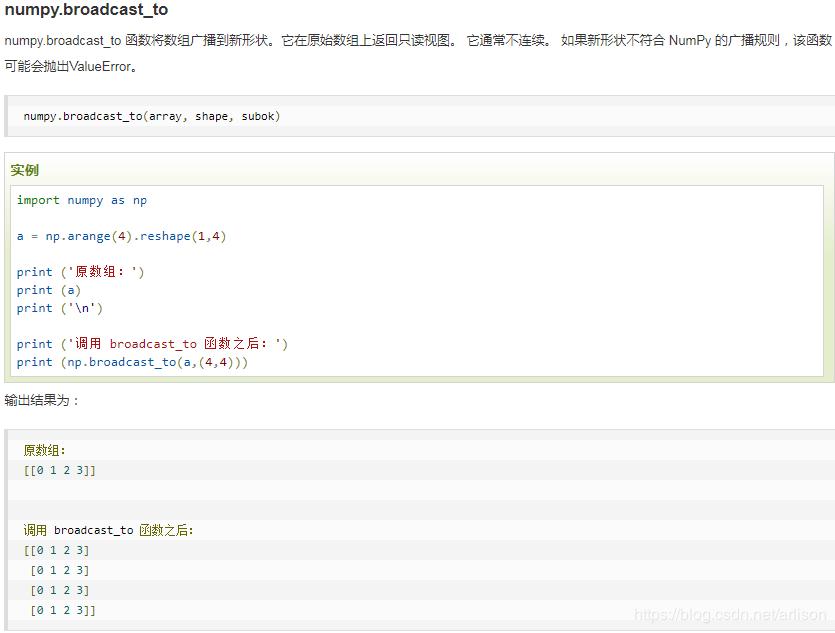 numpy.broadcast_to
numpy.broadcast_to 函数将数组广播到新形状。它在原始数组上返回只读视图。 它通常不连续。 如果新形状不符合 NumPy 的广播规则，该函数
可能会抛出ValueError。
numpy.broadcast_to(array, shape, subok)
实例
import numpy as np
a = np.arange(4).reshape(1,4)
print ('原数组：')
print (a)
print ('\n')
print ('调用 broadcast_to 函数之后：')
print (np.broadcast_to(a,(4,4)))
输出结果为：
原数组：
[[0 1 2 3]]
调用 broadcast_to 函数之后：
[[0 1 2 3]
[0 1 2 3]
[0 1 2 3]
[0 1 2 3]]
https://blog.csdn.net/arlison